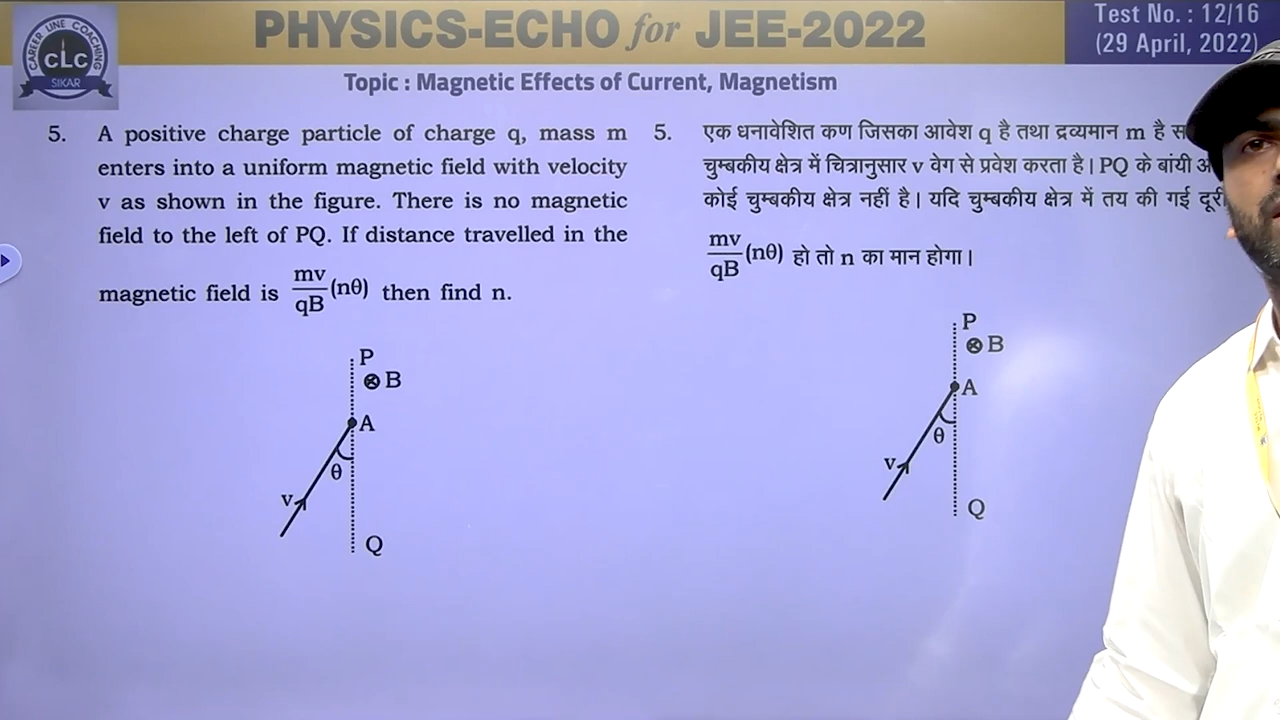 CAREER LINE COACHING
CLC
SIKAR
PHYSICS-ECHO for JEE-2022
Test No. : 12/16
(29 April, 2022)
Topic : Magnetic Effects of Current, Magnetism
5. A positive charge particle of charge q, mass m
enters into a uniform magnetic field with velocity
v as shown in the figure. There is no magnetic
field to the left of PQ. If distance travelled in the
magnetic field is mv/qB (nθ) then find n.
P
⊗ B
A
θ
v
Q
5. एक धनावेशित कण जिसका आवेश q है तथा द्रव्यमान m है
चुम्बकीय क्षेत्र में चित्रानुसार v वेग से प्रवेश करता है। PQ के बांयी
कोई चुम्बकीय क्षेत्र नहीं है। यदि चुम्बकीय क्षेत्र में तय की गई दूरी
mv/qB (nθ) हो तो n का मान होगा।
P
⊗ B
A
θ
v
Q